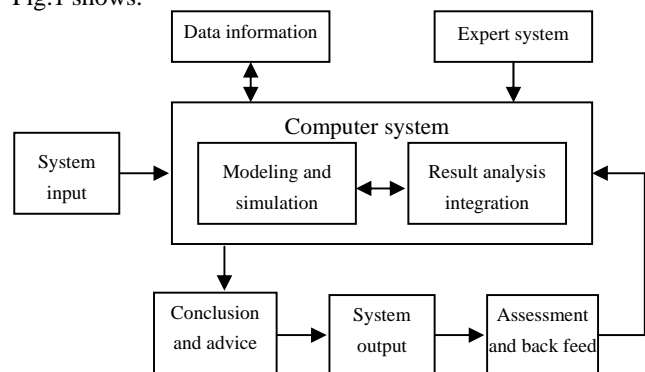 Fig.1 shows.
Data information
Expert system
Computer system
System
input
Modeling and
simulation
Result analysis
integration
Conclusion
and advice
System
output
Assessment
and back feed